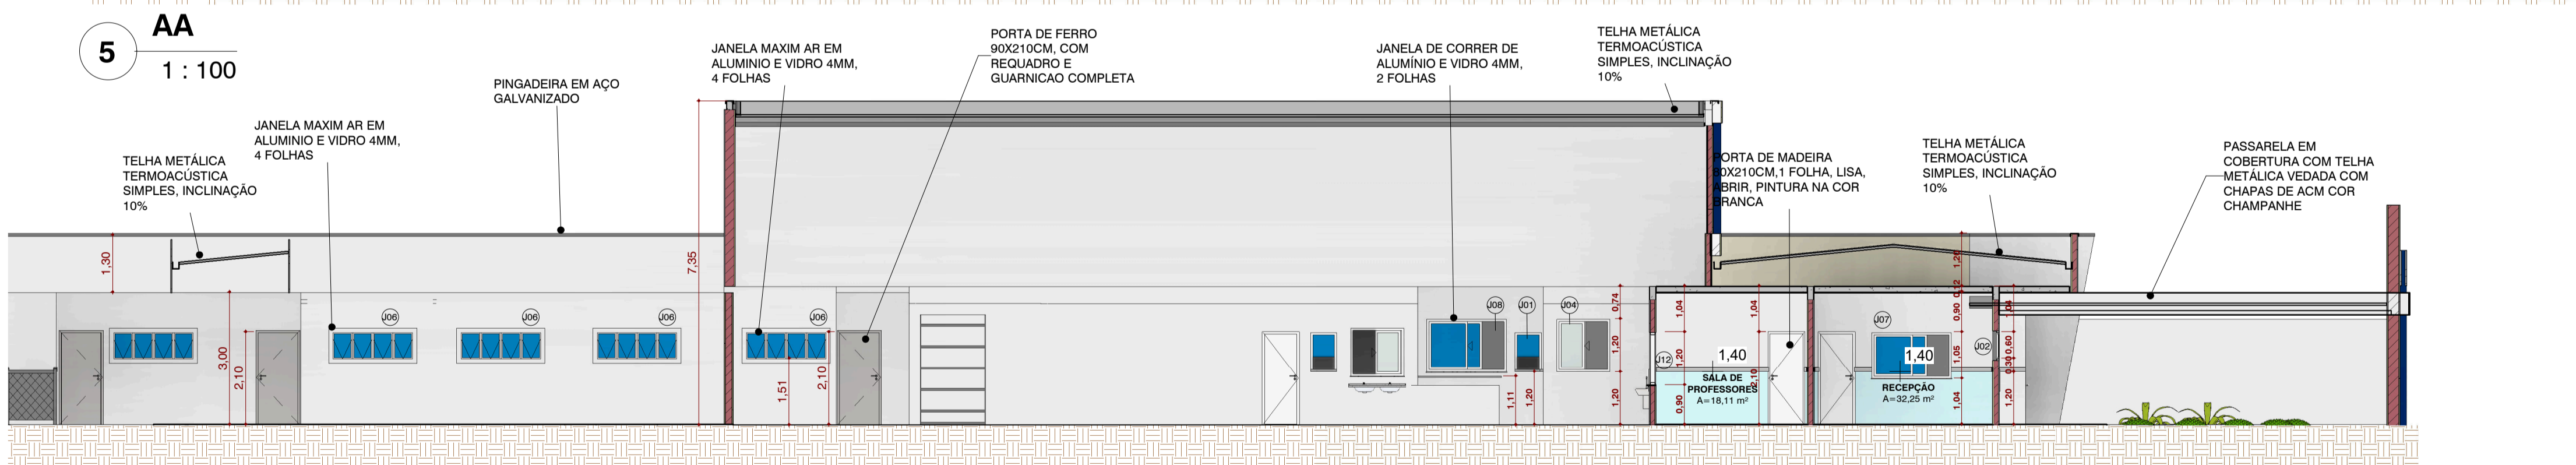 5
AA
1 : 100
TELHA METÁLICA
TERMOACÚSTICA
SIMPLES, INCLINAÇÃO
10%
JANELA MAXIM AR EM
ALUMINIO E VIDRO 4MM,
4 FOLHAS
PINGADEIRA EM AÇO
GALVANIZADO
JANELA MAXIM AR EM
ALUMINIO E VIDRO 4MM,
4 FOLHAS
PORTA DE FERRO
90X210CM, COM
REQUADRO E
GUARNICAO COMPLETA
JANELA DE CORRER DE
ALUMÍNIO E VIDRO 4MM,
2 FOLHAS
TELHA METÁLICA
TERMOACÚSTICA
SIMPLES, INCLINAÇÃO
10%
PORTA DE MADEIRA
80X210CM,1 FOLHA, LISA,
ABRIR, PINTURA NA COR
BRANCA
TELHA METÁLICA
TERMOACÚSTICA
SIMPLES, INCLINAÇÃO
10%
PASSARELA EM
COBERTURA COM TELHA
METÁLICA VEDADA COM
CHAPAS DE ACM COR
CHAMPANHE
1,30
3,00
2,10
J06
J06
J06
7,35
J06
1,51
2,10
J08
J01
J04
1,11
1,20
0,74
1,20
1,20
J12
1,04
1,20
0,90
1,04
2,10
1,40
SALA DE
PROFESSORES
A=18,11 m²
J07
1,40
RECEPÇÃO
A=32,25 m²
1,20
0,12
0,90
1,05
1,04
J02
1,04
0,60
0,30
1,20